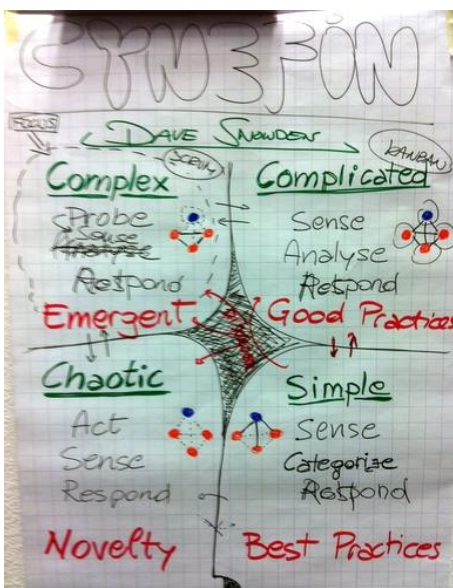 CYNEFIN
FOCUS
DAVE SNOWDEN
SCRUM
KANBAN
Complex
Probe
Sense
Analyse
Respond
Emergent
Complicated
Sense
Analyse
Respond
Good Practices
Chaotic
Act
Sense
Respond
Novelty
Simple
Sense
Categorize
Respond
Best Practices